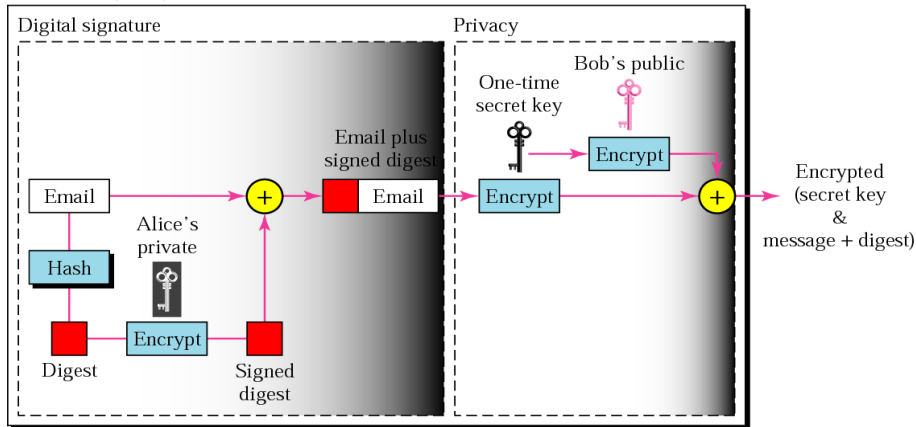 Digital signature
Privacy
Bob's public
One-time
secret key
Encrypt
Email plus
signed digest
Email
Email
Encrypt
Encrypted
(secret key
&
message + digest)
+
+
Alice's
private
Hash
Encrypt
Digest
Signed
digest